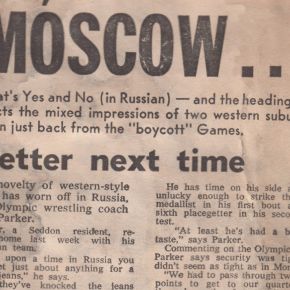 MOSCOW...
at's Yes and No (in Russian) — and the heading
cts the mixed impressions of two western subu
n just back from the "boycott" Games.
etter next time
novelty of western-style
has worn off in Russia,
Olympic wrestling coach
Parker.
r, a Seddon resident, re-
home last week with his
n team.
upon a time in Russia you
et just about anything for a
jeans," he says.
they've knocked the jeans
He has time on his side a
unlucky enough to strike th
medallist in his first bout a
sixth placegetter in his secon
test.
"At least he's had a b
taste," says Parker.
Commenting on the Olympic
Parker says security was tig
didn't seem as tight as in Mo
"We had to pass through tw
points to get to our quarte